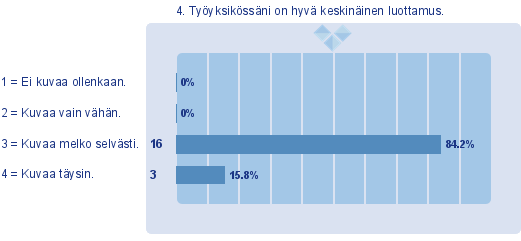 4. Työyksikössäni on hyvä keskinäinen luottamus.
1 = Ei kuvaa ollenkaan. 0%
2 = Kuvaa vain vähän. 0%
3 = Kuvaa melko selvästi. 16 84.2%
4 = Kuvaa täysin. 3 15.8%